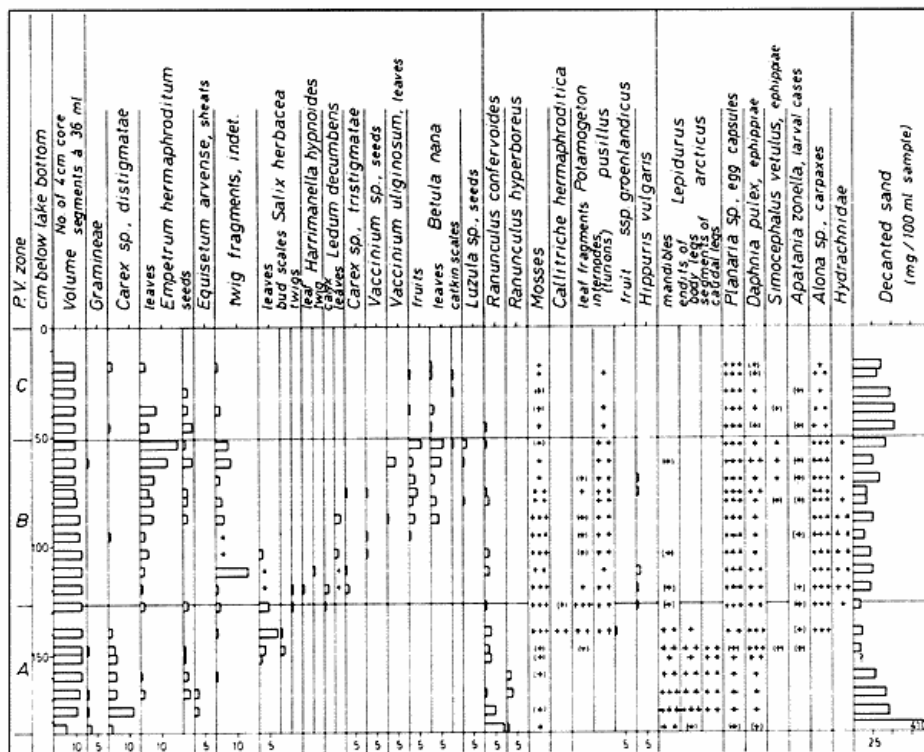 P.V. zone
cm below lake bottom
No. of 4 cm core
segments à 36 ml
Volume
Gramineae
Carex sp., distigmatae
leaves
Empetrum hermaphroditum
seeds
Equisetum arvense, sheats
twig fragments, indet.
leaves
bud scales Salix herbacea
twigs
leaf Harrimanella hypnoides
twig
calyx
Ledum decumbens
leaves
Carex sp., tristigmatae
Vaccinium sp., seeds
Vaccinium uliginosum, leaves
fruits
leaves Betula nana
catkin scales
Luzula sp., seeds
Ranunculus confervoides
Ranunculus hyperboreus
Mosses
Callitriche hermaphroditica
leaf fragments Potamogeton
internodes pusillus
(turions)
fruit ssp groenlandicus
Hippuris vulgaris
mandibles
endits of Lepidurus
body legs
segments of arcticus
caudal legs
Planaria sp., egg capsules
Daphnia pulex, ephippiae
Simocephalus vetulus, ephippiae
Apatania zonella, larval cases
Alona sp., carpaxes
Hydrachnidae
Decanted sand
(mg / 100 ml sand)
0
C
50
B
100
A
150
10 5 10 5 10 5 5 10 5 5 5 5 5 5 5 5 5 5 25